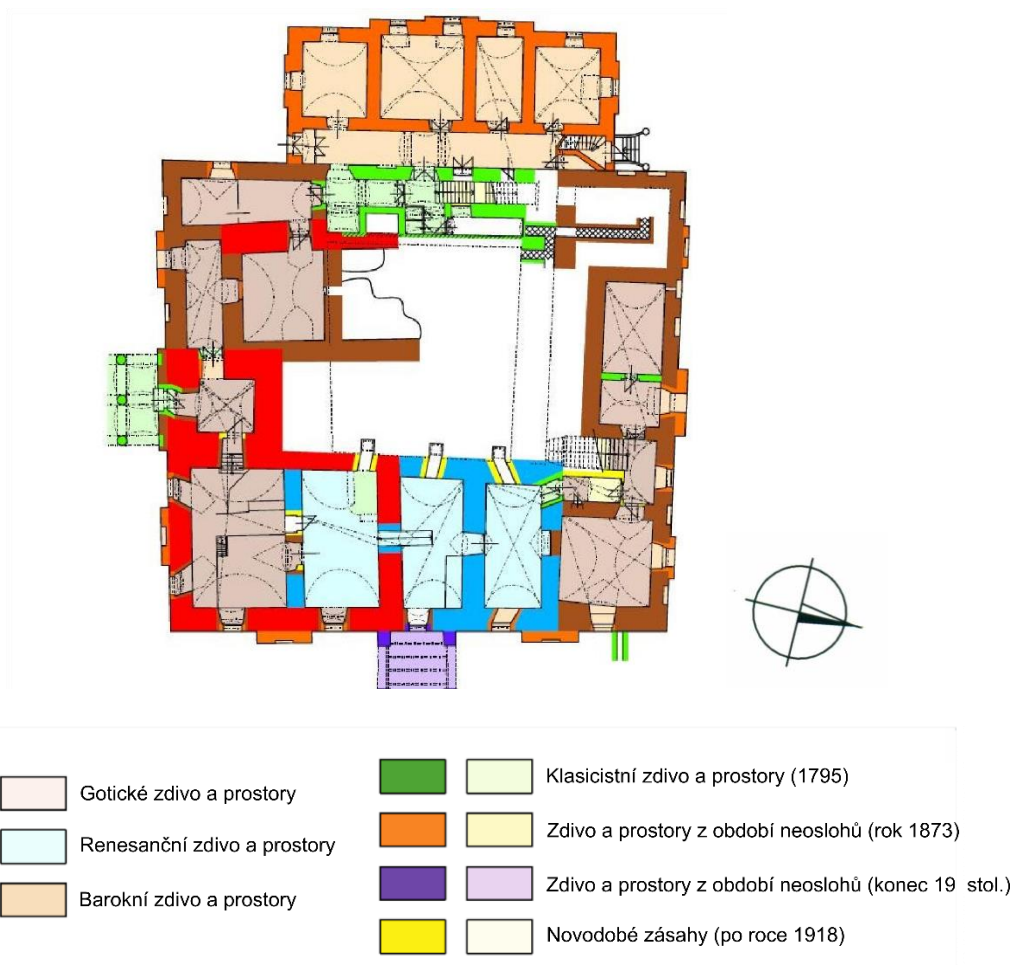 Gotické zdivo a prostory
Renesanční zdivo a prostory
Barokní zdivo a prostory
Klasicistní zdivo a prostory (1795)
Zdivo a prostory z období neoslohů (rok 1873)
Zdivo a prostory z období neoslohů (konec 19 stol.)
Novodobé zásahy (po roce 1918)